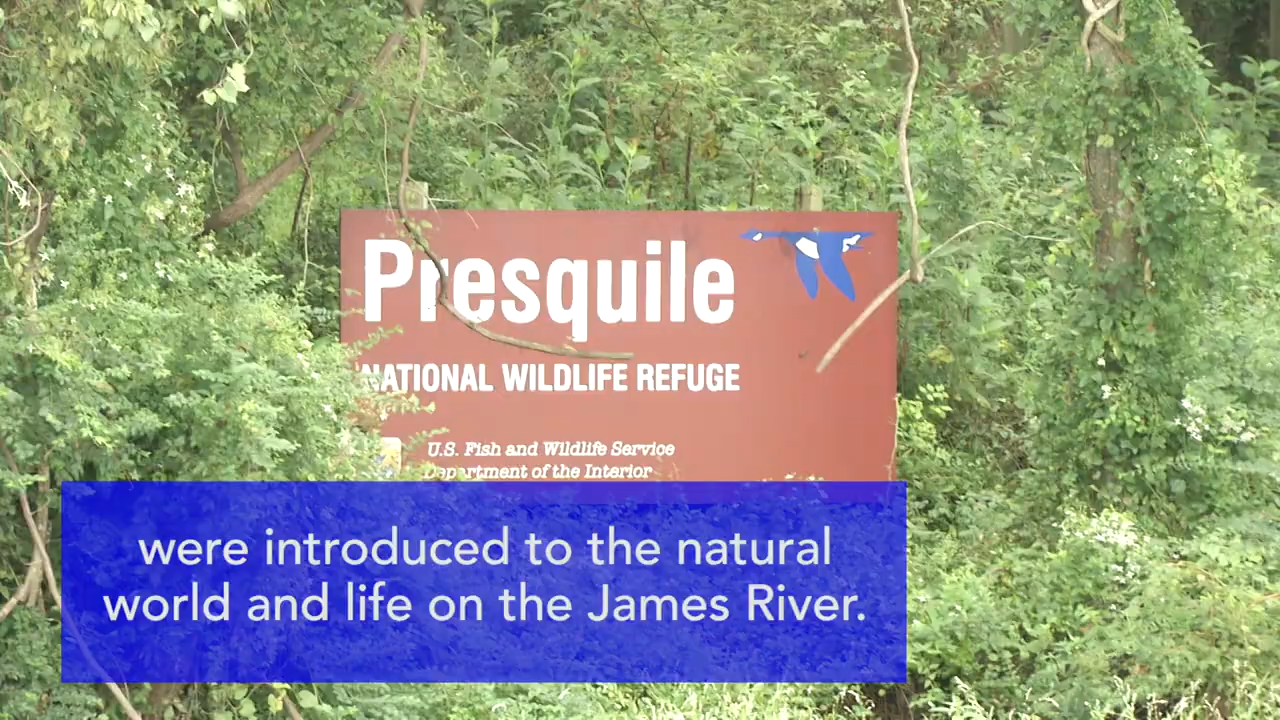 Presquile
NATIONAL WILDLIFE REFUGE
U.S. Fish and Wildlife Service
Department of the Interior
were introduced to the natural
world and life on the James River.